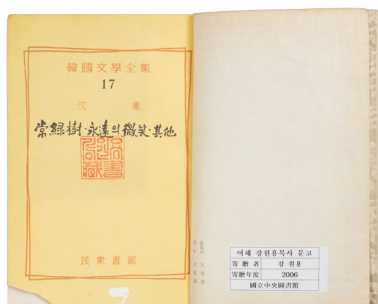 韓國文學全集
17
沈熏
常綠樹·永遠의 微笑·其他
民衆書館
여해 강원용목사 문고
寄贈者 강원용
寄贈年度 2006
國立中央圖書館